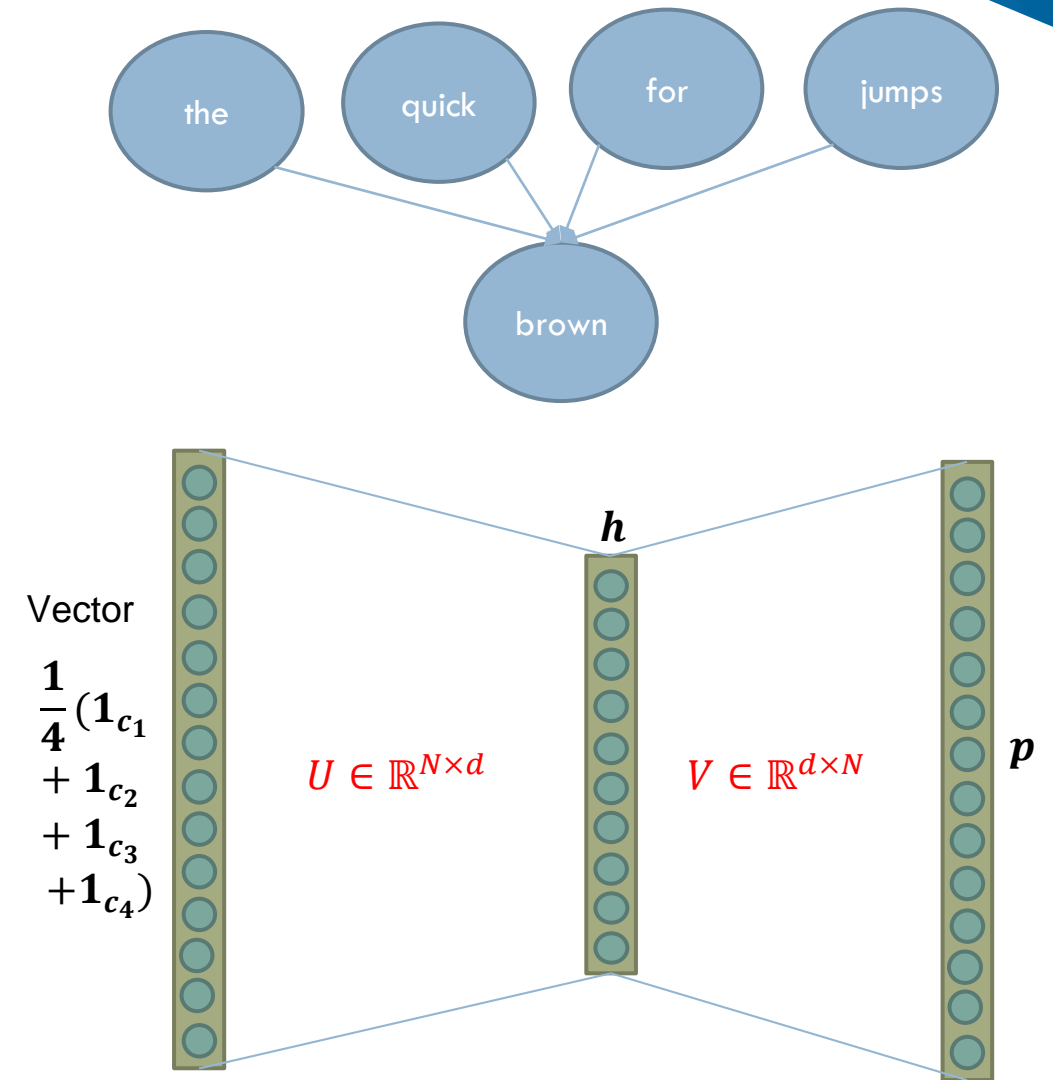 the
quick
for
jumps
brown
h
Vector
1/4 (1_{c_1}
+ 1_{c_2}
+ 1_{c_3}
+1_{c_4})
U ∈ ℝ^{N×d}
V ∈ ℝ^{d×N}
p